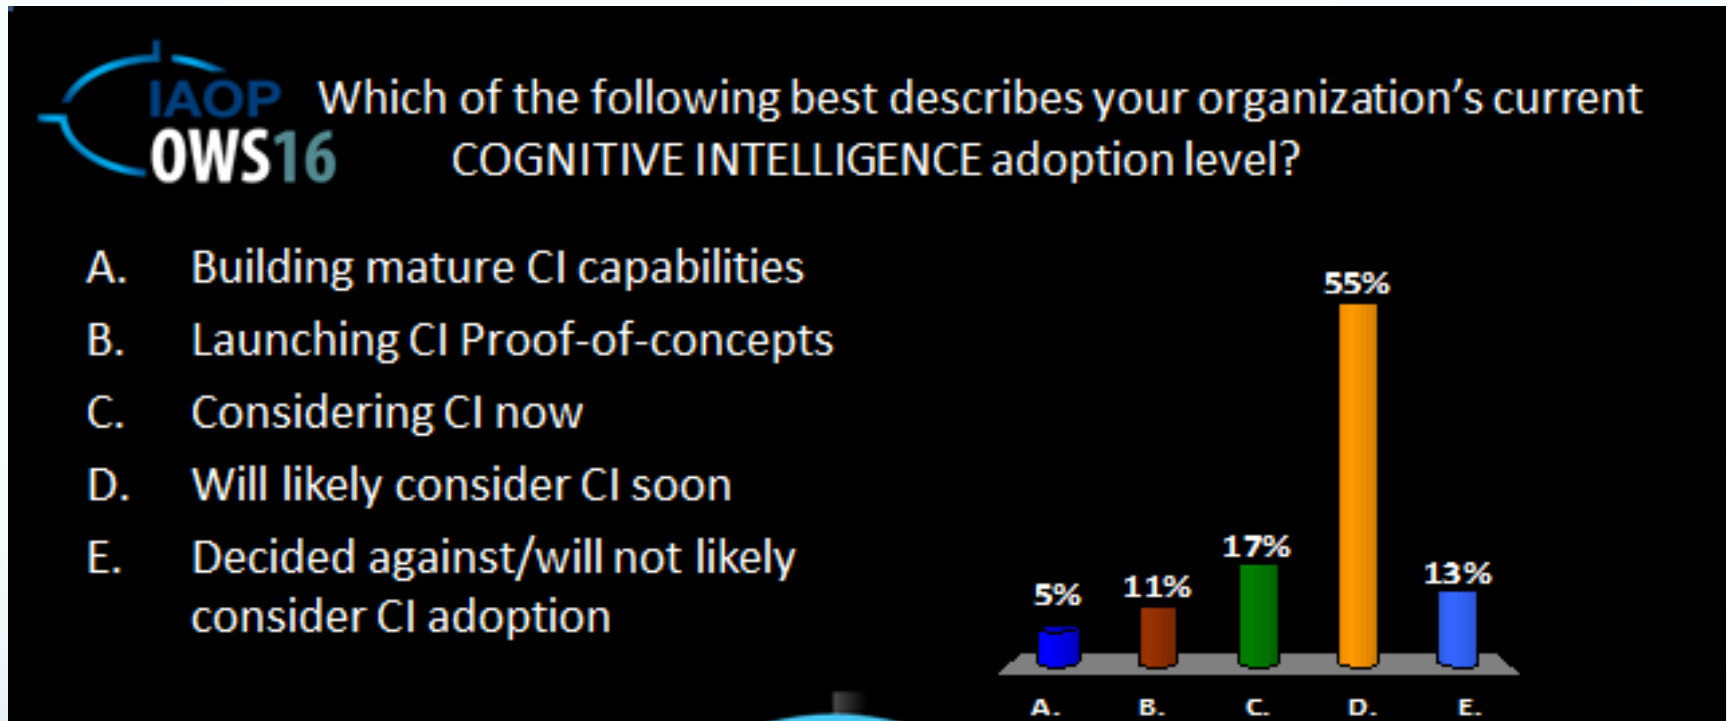 IAOP
OWS16
Which of the following best describes your organization's current
COGNITIVE INTELLIGENCE adoption level?
A. Building mature CI capabilities
B. Launching CI Proof-of-concepts
C. Considering CI now
D. Will likely consider CI soon
E. Decided against/will not likely
consider CI adoption
5% 11% 17% 55% 13%
A. B. C. D. E.